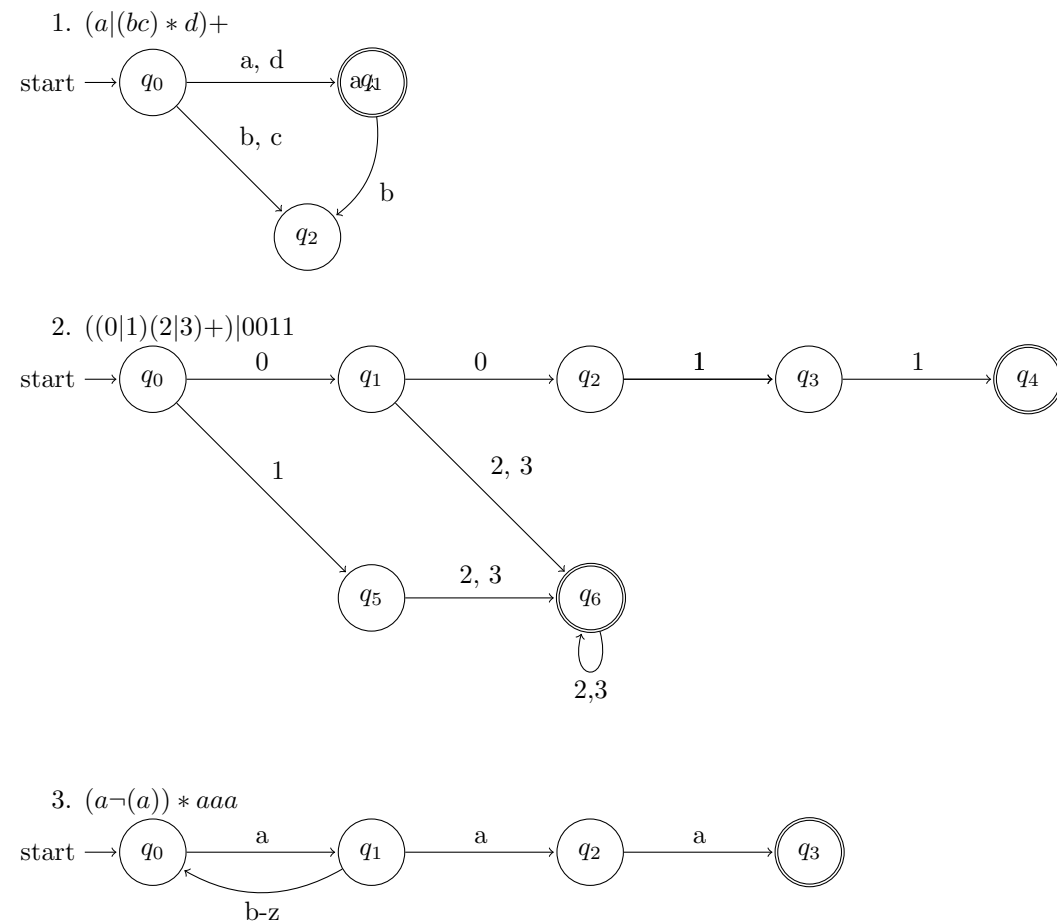 1. (a|(bc) * d)+
start q₀ a, d a, q₁
b, c
b
q₂
2. ((0|1)(2|3)+)|0011
start q₀ 0 q₁ 0 q₂ 1 q₃ 1 q₄
1 2, 3
q₅ 2, 3 q₆
2,3
3. (a¬(a)) * aaa
start q₀ a q₁ a q₂ a q₃
b-z